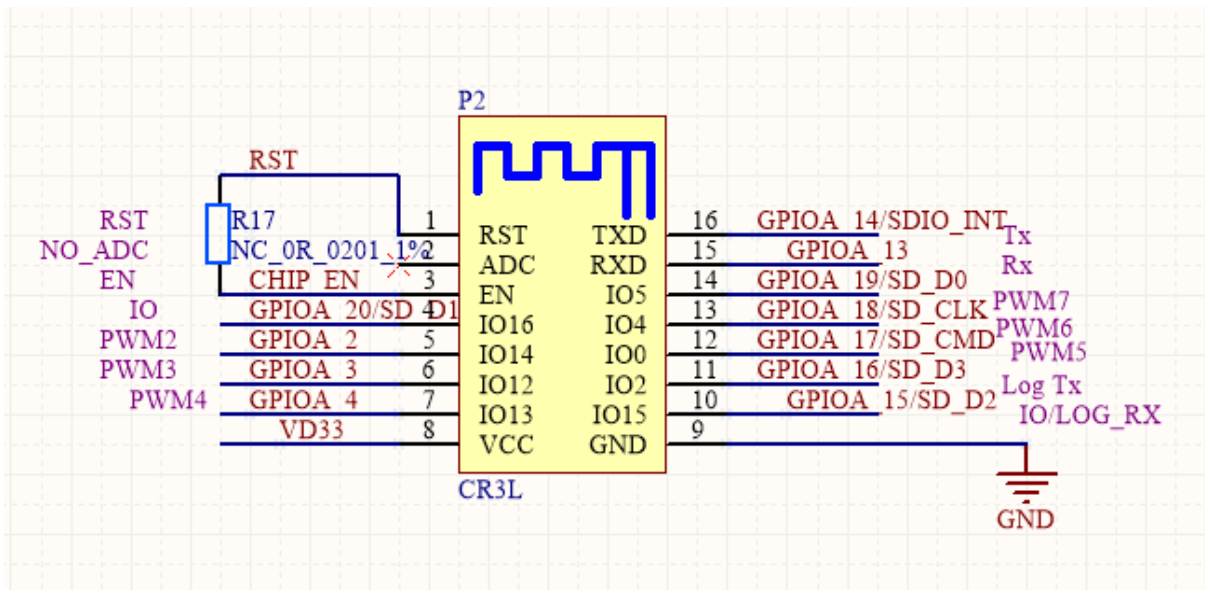 P2
RST
RST R17 1 RST TXD 16 GPIOA_14/SDIO_INT Tx
NO_ADC NC_0R_0201_1% 2 ADC RXD 15 GPIOA_13 Rx
EN CHIP_EN 3 EN IO5 14 GPIOA_19/SD_D0
IO GPIOA_20/SD_D1 4 IO16 IO4 13 GPIOA_18/SD_CLK PWM7
PWM2 GPIOA_2 5 IO14 IO0 12 GPIOA_17/SD_CMD PWM6
PWM3 GPIOA_3 6 IO12 IO2 11 GPIOA_16/SD_D3 PWM5
PWM4 GPIOA_4 7 IO13 IO15 10 GPIOA_15/SD_D2 Log Tx
VD33 8 VCC GND 9 IO/LOG_RX
CR3L
GND